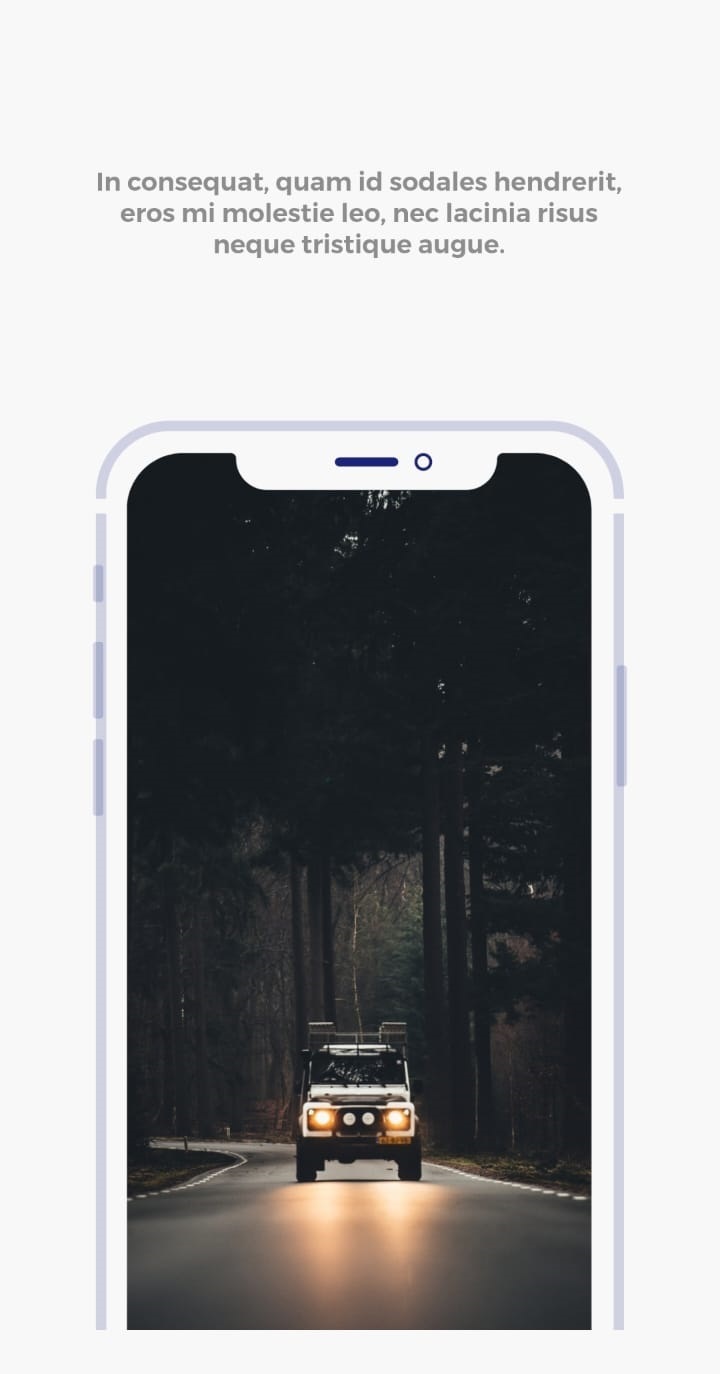 In consequat, quam id sodales hendrerit,
eros mi molestie leo, nec lacinia risus
neque tristique augue.